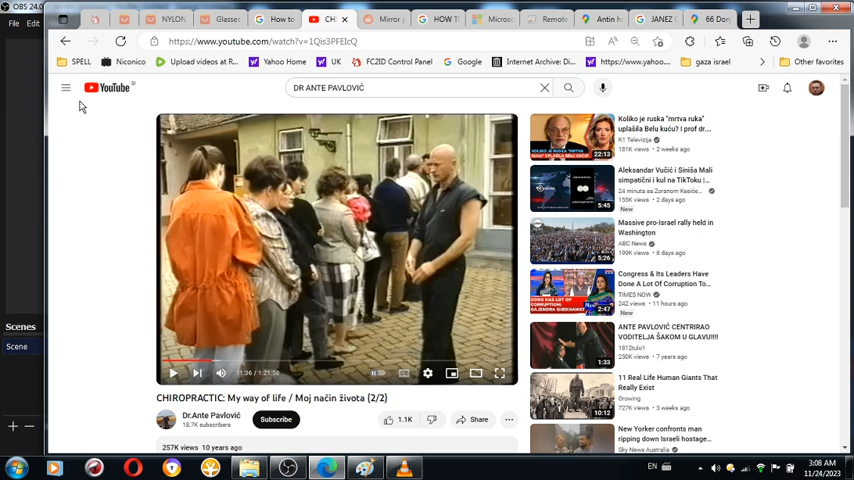 OBS 24.0
NYLON
Glasses
How to
CHI
Mirror p
HOW T
Micros
Remote
Antin h
JANEZ
66 Don
File Edit
https://www.youtube.com/watch?v=1Qis3PFEIcQ
SPELL
Niconico
Upload videos at R...
Yahoo Home
UK
FC2ID Control Panel
Google
Internet Archive: Di...
https://www.yahoo....
gaza israel
Other favorites
YouTube
SI
DR ANTE PAVLOVIĆ
Koliko je ruska "mrtva ruka"
uplašila Belu kuću? I prof dr...
K1 Televizija
181K views • 2 weeks ago
22:13
Aleksandar Vučić i Siniša Mali
simpatični i kul na TikToku |...
24 minuta sa Zoranom Kesiće...
155K views • 2 days ago
New
5:45
Massive pro-Israel rally held in
Washington
ABC News
199K views • 8 days ago
5:26
Congress & Its Leaders Have
Done A Lot Of Corruption To...
TIMES NOW
242 views • 11 hours ago
New
2:47
Scenes
Scene
ANTE PAVLOVIĆ CENTRIRAO
VODITELJA ŠAKOM U GLAVU!!!!
1812tulo1
250K views • 7 years ago
1:33
11:36 / 1:21:58
11 Real Life Human Giants That
Really Exist
Growing
727K views • 3 weeks ago
10:12
CHIROPRACTIC: My way of life / Moj način života (2/2)
Dr.Ante Pavlović
18.7K subscribers
Subscribe
1.1K
Share
New Yorker confronts man
ripping down Israeli hostage...
Sky News Australia
257K views 10 years ago
EN
3:08 AM
11/24/2023